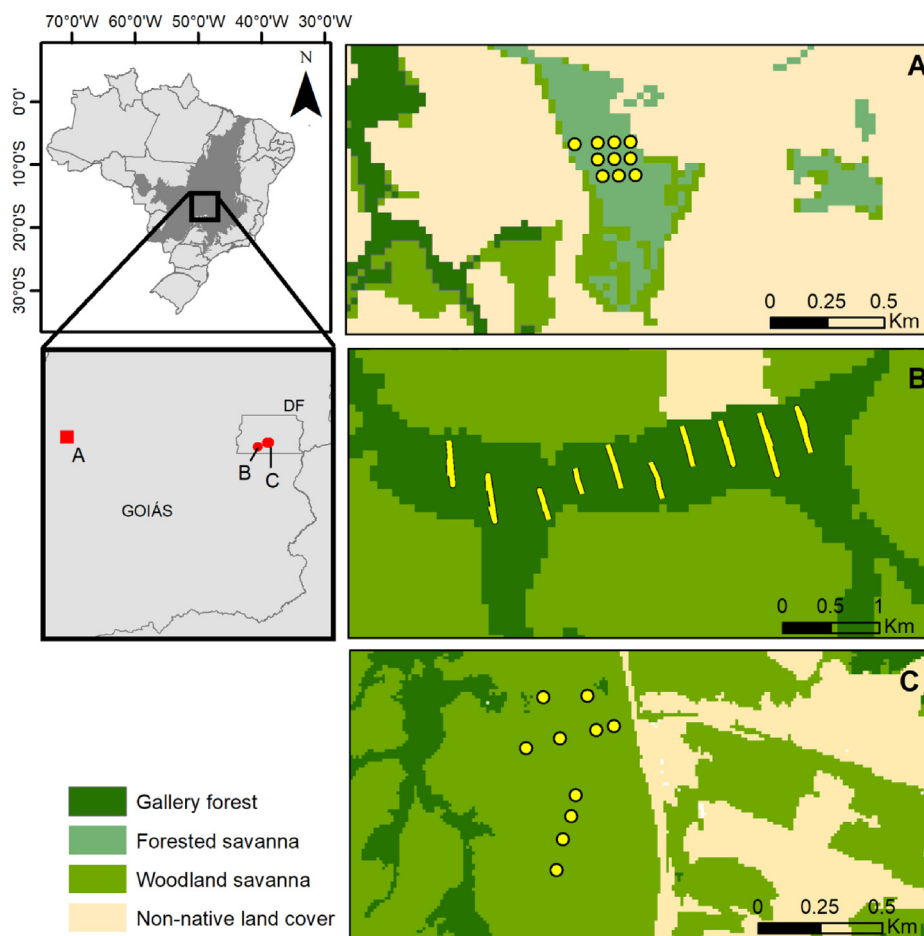 70°0'W 60°0'W 50°0'W 40°0'W 30°0'W
N
0°0'
10°0'S
20°0'S
30°0'S
A
0 0.25 0.5
Km
DF
A
B
C
GOIÁS
B
0 0.5 1
Km
C
0 0.25 0.5
Km
Gallery forest
Forested savanna
Woodland savanna
Non-native land cover